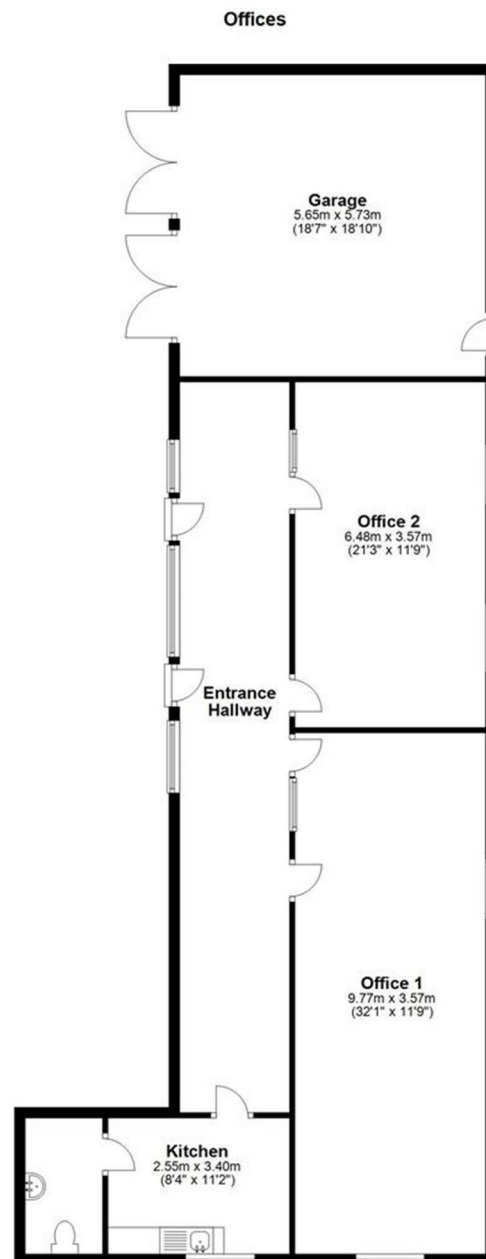 Offices
Garage
5.65m x 5.73m
(18'7" x 18'10")
Office 2
6.48m x 3.57m
(21'3" x 11'9")
Entrance
Hallway
Office 1
9.77m x 3.57m
(32'1" x 11'9")
Kitchen
2.55m x 3.40m
(8'4" x 11'2")